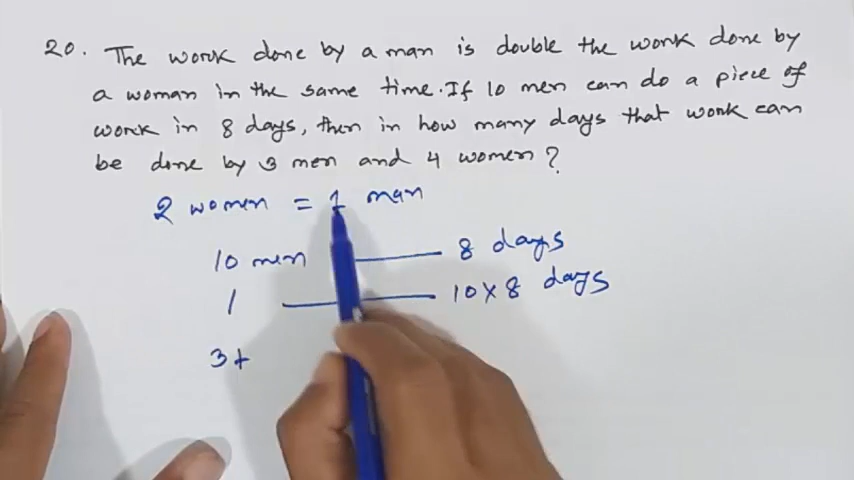 20. The work done by a man is double the work done by
a woman in the same time. If 10 men can do a piece of
work in 8 days, then in how many days that work can
be done by 3 men and 4 women?
2 women = 1 man
10 men — 8 days
1 — 10 × 8 days
3+